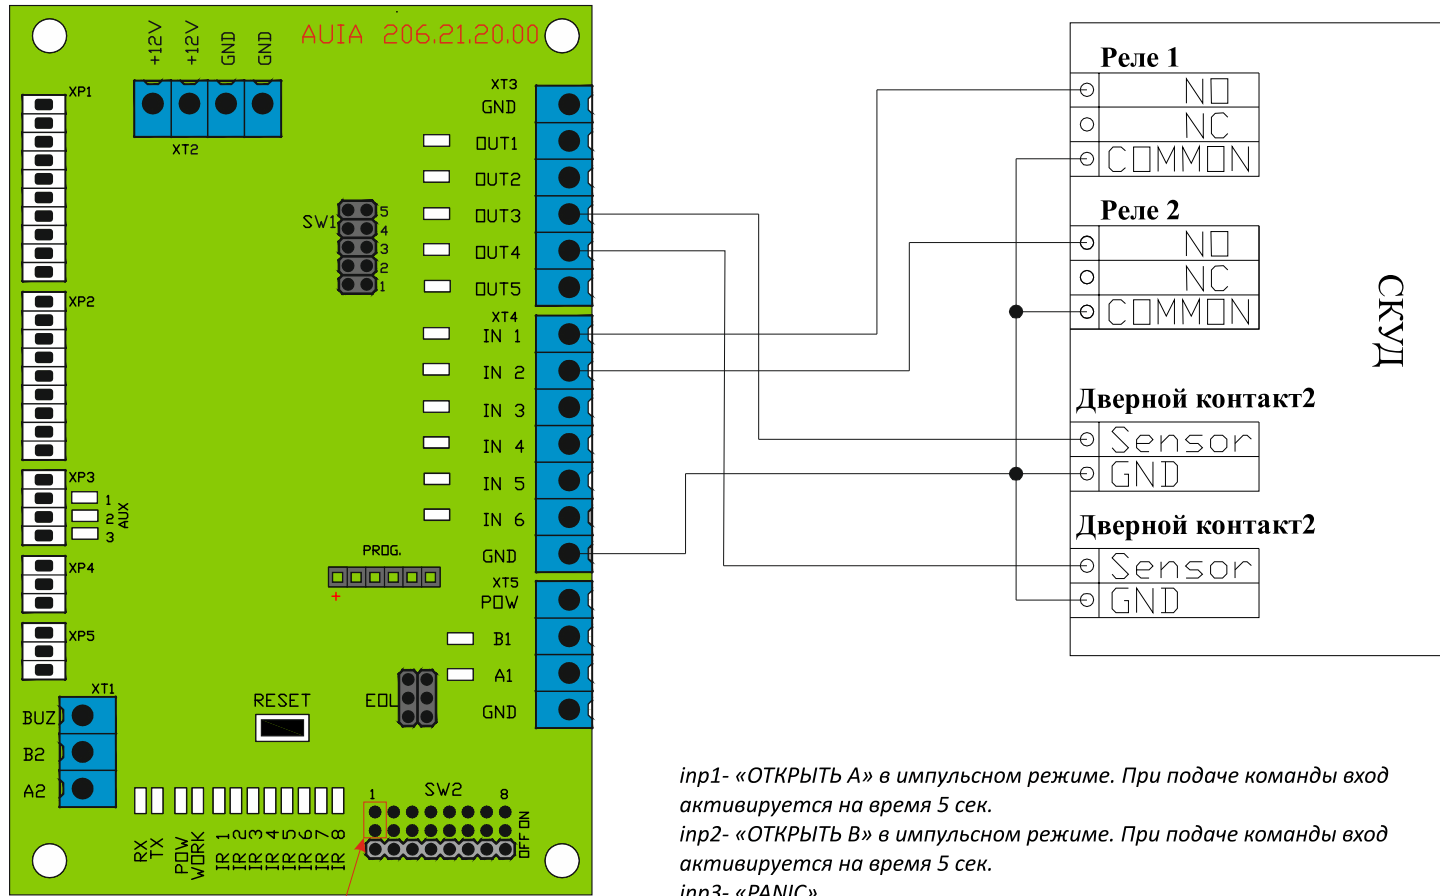 AUIA 206.21.20.00
+12V
+12V
GND
GND
XT2
XP1
XP2
XP3
1
2
3
AUX
XP4
XP5
XT1
BUZ
B2
A2
SW1
5
4
3
2
1
XT3
GND
OUT1
OUT2
OUT3
OUT4
OUT5
XT4
IN 1
IN 2
IN 3
IN 4
IN 5
IN 6
GND
XT5
POW
B1
A1
GND
PROG.
+
RESET
EOL
RX
TX
POW
WORK
IR 1
IR 2
IR 3
IR 4
IR 5
IR 6
IR 7
IR 8
1
SW2
8
OFF ON
Реле 1
NO
NC
COMMON
Реле 2
NO
NC
COMMON
СКУД
Дверной контакт2
Sensor
GND
Дверной контакт2
Sensor
GND
inp1- «ОТКРЫТЬ А» в импульсном режиме. При подаче команды вход
активируется на время 5 сек.
inp2- «ОТКРЫТЬ В» в импульсном режиме. При подаче команды вход
активируется на время 5 сек.
inp3- «PANIC»